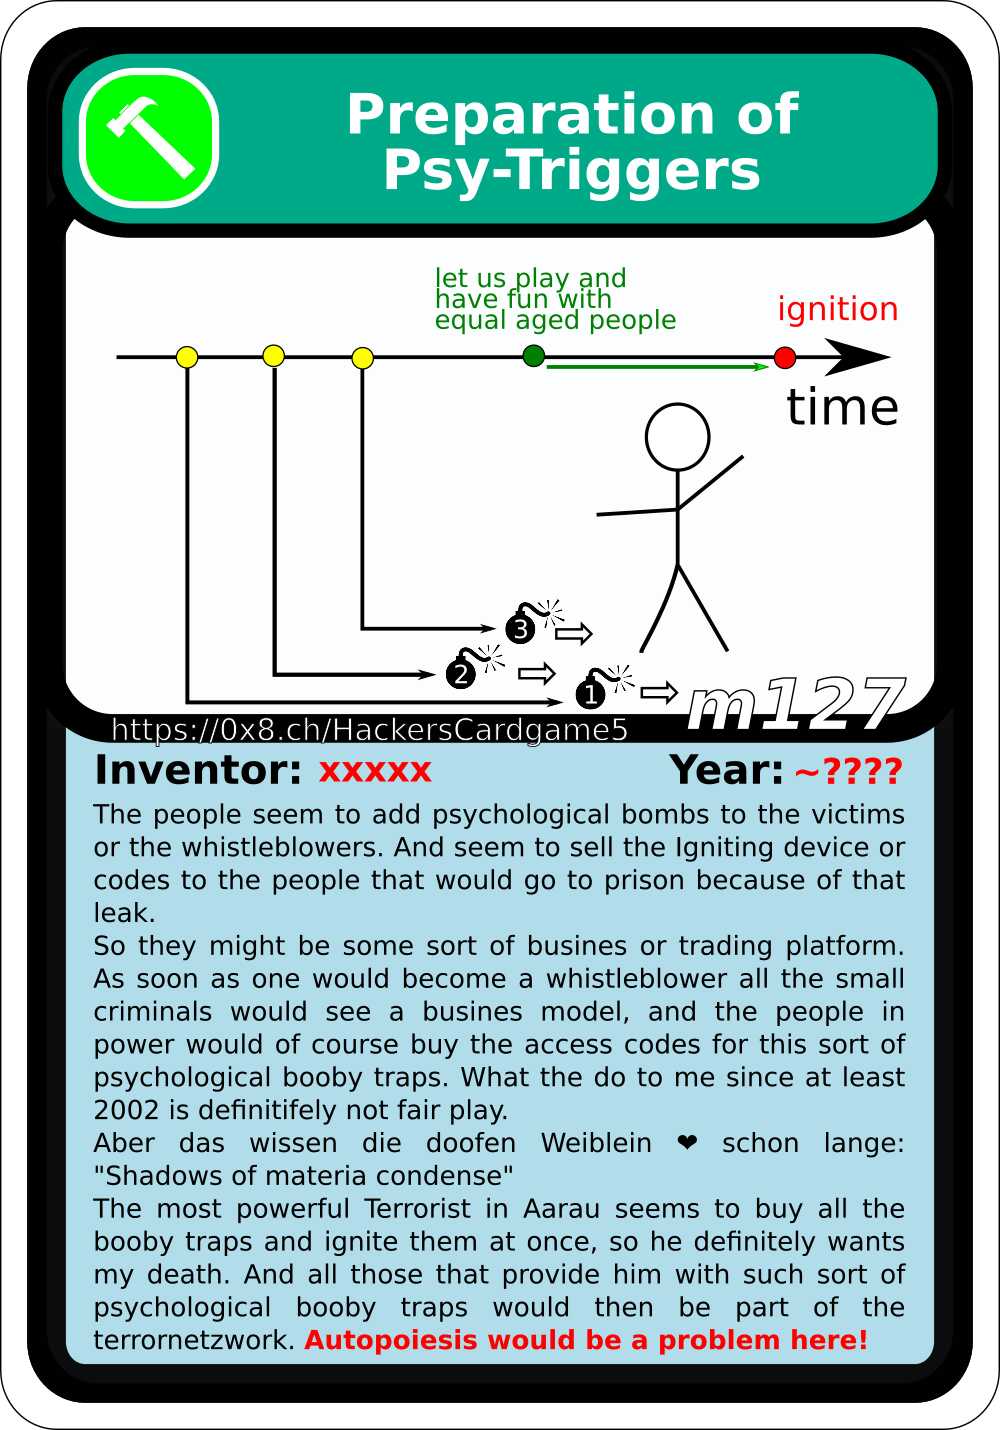 Preparation of
Psy-Triggers
let us play and
have fun with
equal aged people
ignition
time
3
2
1
m127
https://0x8.ch/HackersCardgame5
Inventor: xxxxx Year: ~????
The people seem to add psychological bombs to the victims
or the whistleblowers. And seem to sell the Igniting device or
codes to the people that would go to prison because of that
leak.
So they might be some sort of busines or trading platform.
As soon as one would become a whistleblower all the small
criminals would see a busines model, and the people in
power would of course buy the access codes for this sort of
psychological booby traps. What the do to me since at least
2002 is definitifely not fair play.
Aber das wissen die doofen Weiblein ❤ schon lange:
"Shadows of materia condense"
The most powerful Terrorist in Aarau seems to buy all the
booby traps and ignite them at once, so he definitely wants
my death. And all those that provide him with such sort of
psychological booby traps would then be part of the
terrornetzwork. Autopoiesis would be a problem here!